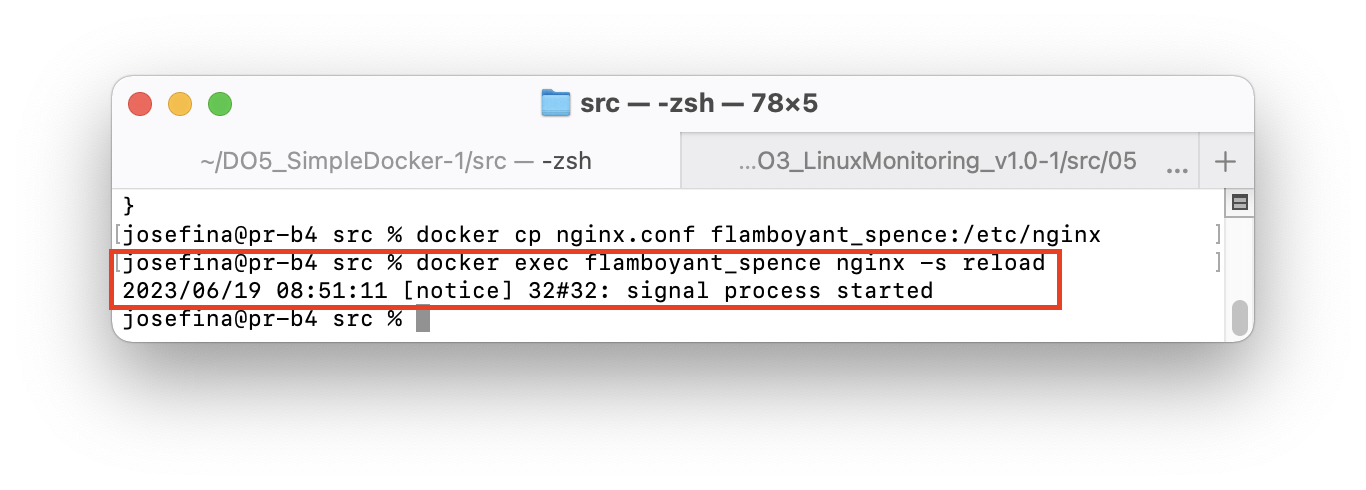 src — -zsh — 78×5
~/DO5_SimpleDocker-1/src — -zsh
...O3_LinuxMonitoring_v1.0-1/src/05 ...
}
[josefina@pr-b4 src % docker cp nginx.conf flamboyant_spence:/etc/nginx ]
[josefina@pr-b4 src % docker exec flamboyant_spence nginx -s reload ]
2023/06/19 08:51:11 [notice] 32#32: signal process started
josefina@pr-b4 src %